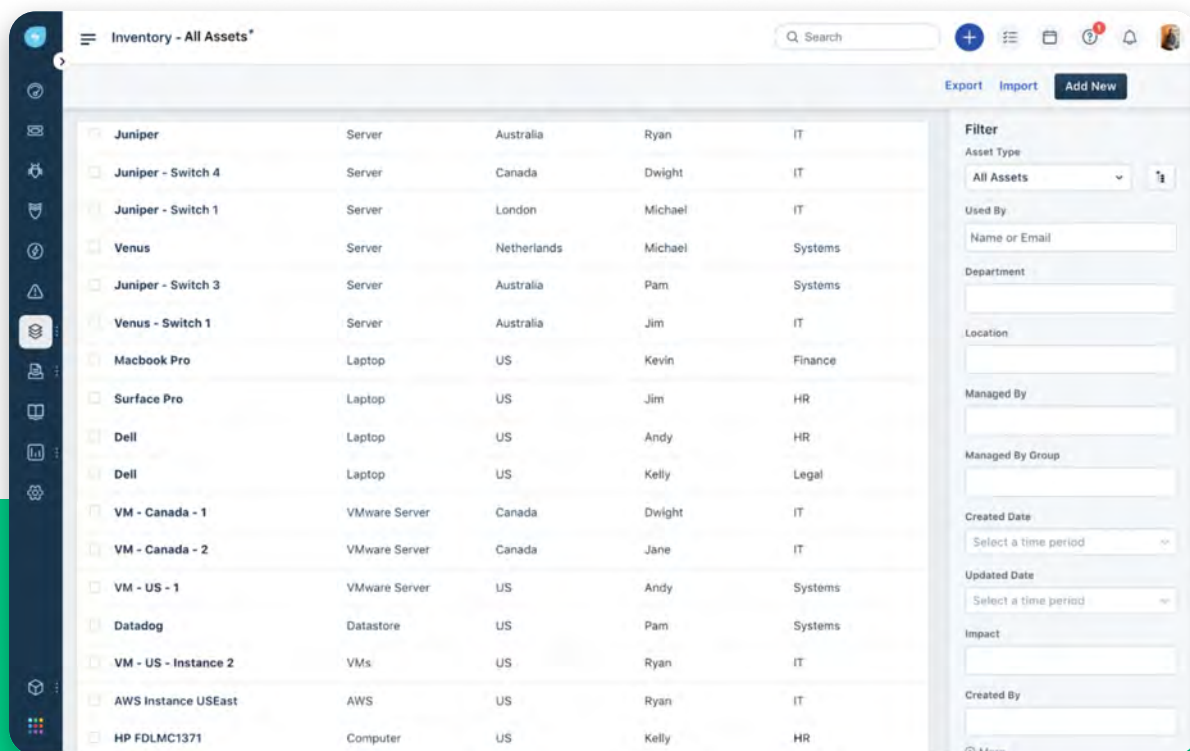 Inventory - All Assets*
Search
1
Export Import Add New
Juniper Server Australia Ryan IT
Juniper - Switch 4 Server Canada Dwight IT
Juniper - Switch 1 Server London Michael IT
Venus Server Netherlands Michael Systems
Juniper - Switch 3 Server Australia Pam Systems
Venus - Switch 1 Server Australia Jim IT
Macbook Pro Laptop US Kevin Finance
Surface Pro Laptop US Jim HR
Dell Laptop US Andy HR
Dell Laptop US Kelly Legal
VM - Canada - 1 VMware Server Canada Dwight IT
VM - Canada - 2 VMware Server Canada Jane IT
VM - US - 1 VMware Server US Andy Systems
Datadog Datastore US Pam Systems
VM - US - Instance 2 VMs US Ryan IT
AWS Instance USEast AWS US Ryan IT
HP FDLMC1371 Computer US Kelly HR
Filter
Asset Type
All Assets
Used By
Name or Email
Department
Location
Managed By
Managed By Group
Created Date
Select a time period
Updated Date
Select a time period
Impact
Created By